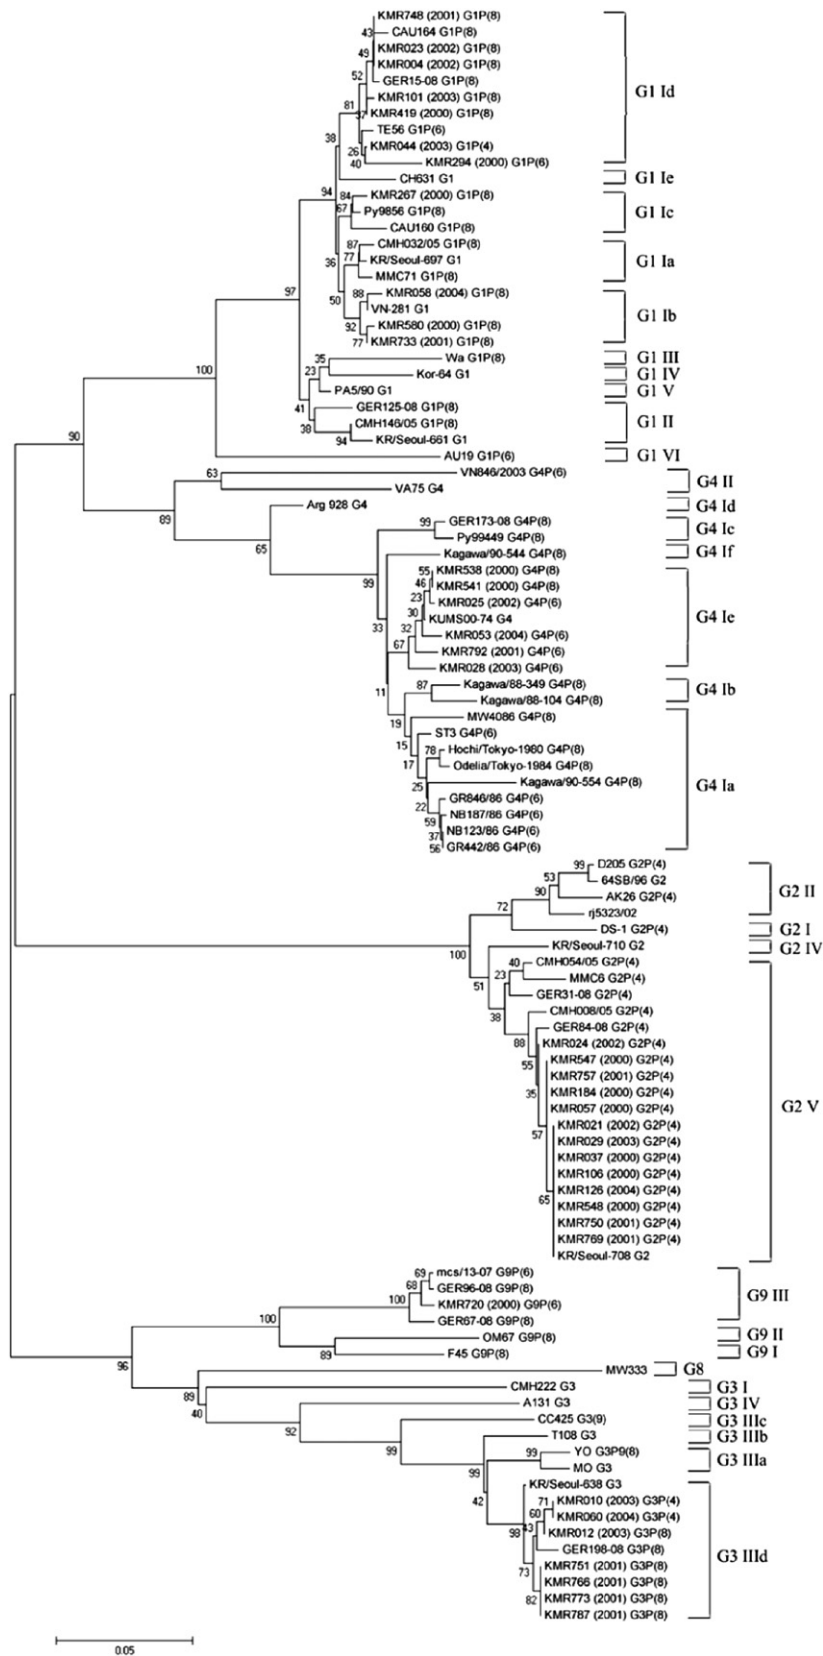 KMR748 (2001) G1P(8)
43 CAU164 G1P(8)
KMR023 (2002) G1P(8)
49
KMR004 (2002) G1P(8)
52 GER15-08 G1P(8)
G1 Id
KMR101 (2003) G1P(8)
81
37 KMR419 (2000) G1P(8)
TE56 G1P(6)
38
KMR044 (2003) G1P(4)
26
40 KMR294 (2000) G1P(6)
CH631 G1 G1 Ie
94 84 KMR267 (2000) G1P(8)
67 Py9856 G1P(8) G1 Ic
CAU160 G1P(8)
87 CMH032/05 G1P(8)
36 77 KR/Seoul-697 G1 G1 Ia
MMC71 G1P(8)
97 88 KMR058 (2004) G1P(8)
50 VN-281 G1 G1 Ib
92 KMR580 (2000) G1P(8)
77 KMR733 (2001) G1P(8)
35 Wa G1P(8) G1 III
100 23 Kor-64 G1 G1 IV
PA5/90 G1 G1 V
41 GER125-08 G1P(8)
38 CMH146/05 G1P(8) G1 II
90 94 KR/Seoul-661 G1
AU19 G1P(6) G1 VI
63 VN846/2003 G4P(6)
VA75 G4 G4 II
Arg 928 G4 G4 Id
89 99 GER173-08 G4P(8)
Py99449 G4P(8) G4 Ic
65 Kagawa/90-544 G4P(8) G4 If
55 KMR538 (2000) G4P(8)
99 46 KMR541 (2000) G4P(8)
23 KMR025 (2002) G4P(6)
30 KUMS00-74 G4 G4 Ie
33 32 KMR053 (2004) G4P(6)
67 KMR792 (2001) G4P(6)
KMR028 (2003) G4P(6)
11 87 Kagawa/88-349 G4P(8)
Kagawa/88-104 G4P(8) G4 Ib
19 MW4086 G4P(8)
ST3 G4P(6)
15 78 Hochi/Tokyo-1980 G4P(8)
17 Odelia/Tokyo-1984 G4P(8)
25 Kagawa/90-554 G4P(8) G4 Ia
22 GR846/86 G4P(6)
59 NB187/86 G4P(6)
37 NB123/86 G4P(6)
56 GR442/86 G4P(6)
99 D205 G2P(4)
53 64SB/96 G2
90 AK26 G2P(4) G2 II
72 rj5323/02
DS-1 G2P(4) G2 I
100 KR/Seoul-710 G2 G2 IV
40 CMH054/05 G2P(4)
51 23 MMC6 G2P(4)
GER31-08 G2P(4)
38 CMH008/05 G2P(4)
GER84-08 G2P(4)
88 KMR024 (2002) G2P(4)
55 KMR547 (2000) G2P(4)
KMR757 (2001) G2P(4)
35 KMR184 (2000) G2P(4)
KMR057 (2000) G2P(4) G2 V
57 KMR021 (2002) G2P(4)
KMR029 (2003) G2P(4)
KMR037 (2000) G2P(4)
KMR106 (2000) G2P(4)
65 KMR126 (2004) G2P(4)
KMR548 (2000) G2P(4)
KMR750 (2001) G2P(4)
KMR769 (2001) G2P(4)
KR/Seoul-708 G2
69 mcs/13-07 G9P(6)
68 GER96-08 G9P(8) G9 III
100 KMR720 (2000) G9P(6)
100 GER67-08 G9P(8)
OM67 G9P(8) G9 II
89 F45 G9P(8) G9 I
96 MW333 G8
89 CMH222 G3 G3 I
40 A131 G3 G3 IV
92 CC425 G3(9) G3 IIIc
99 T108 G3 G3 IIIb
99 YO G3P9(8)
99 MO G3 G3 IIIa
KR/Seoul-638 G3
42 71 KMR010 (2003) G3P(4)
60 KMR060 (2004) G3P(4)
98 43 KMR012 (2003) G3P(8)
GER198-08 G3P(8) G3 IIId
73 KMR751 (2001) G3P(8)
KMR766 (2001) G3P(8)
82 KMR773 (2001) G3P(8)
KMR787 (2001) G3P(8)
0.05